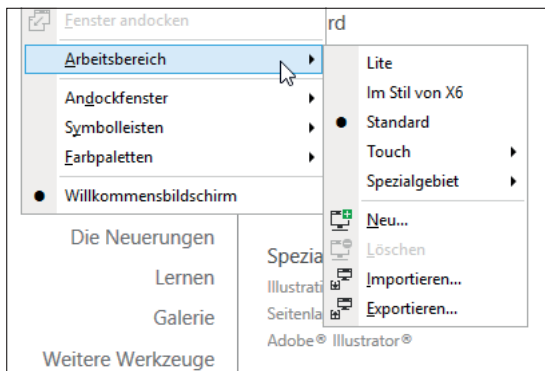 Fenster andocken
rd
Arbeitsbereich
Andockfenster
Symbolleisten
Farbpaletten
Willkommensbildschirm
Lite
Im Stil von X6
Standard
Touch
Spezialgebiet
Neu...
Löschen
Importieren...
Exportieren...
Die Neuerungen
Lernen
Galerie
Weitere Werkzeuge
Spezia
Illustrati
Seitenla
Adobe® Illustrator®